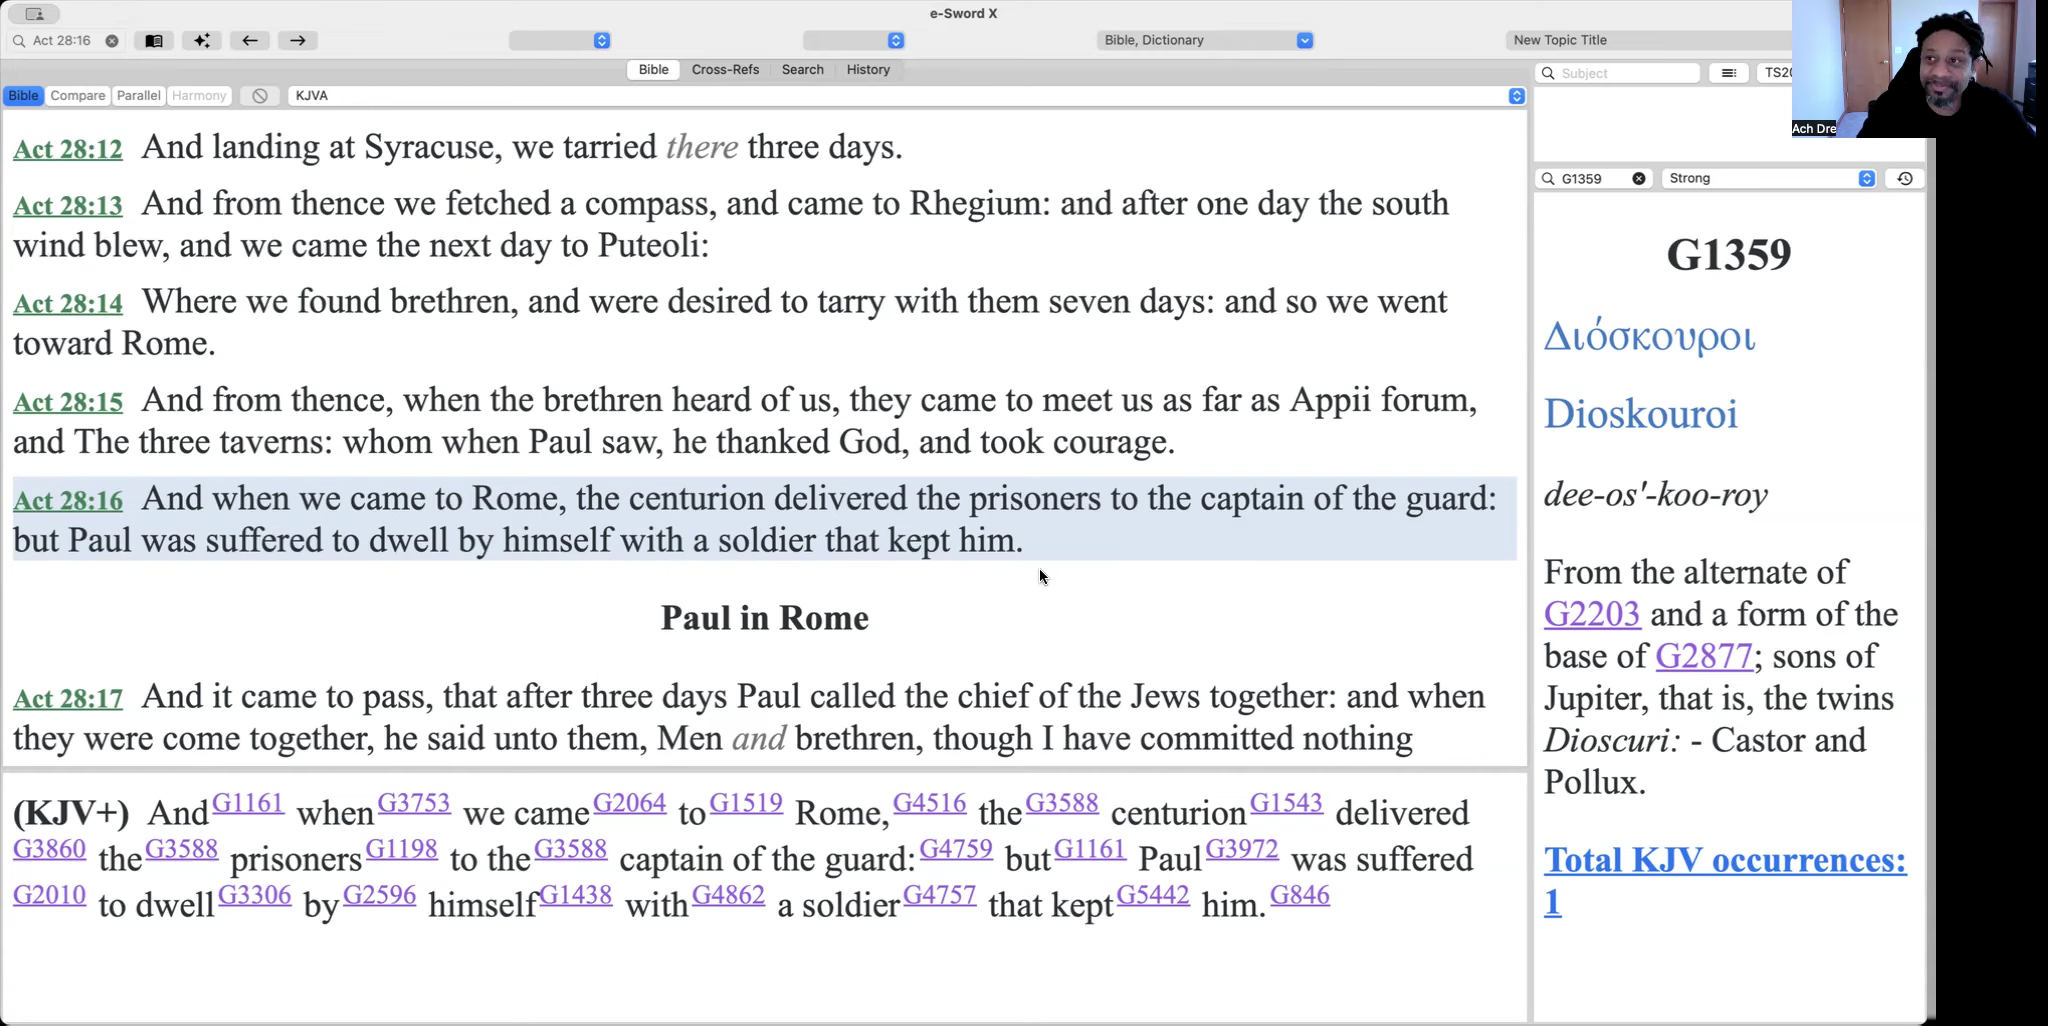 e-Sword X
Act 28:16
Bible, Dictionary
New Topic Title
Bible Cross-Refs Search History
Subject
TS20
Bible Compare Parallel Harmony
KJVA
Ach Dre
Act 28:12 And landing at Syracuse, we tarried there three days.
Act 28:13 And from thence we fetched a compass, and came to Rhegium: and after one day the south
wind blew, and we came the next day to Puteoli:
Act 28:14 Where we found brethren, and were desired to tarry with them seven days: and so we went
toward Rome.
Act 28:15 And from thence, when the brethren heard of us, they came to meet us as far as Appii forum,
and The three taverns: whom when Paul saw, he thanked God, and took courage.
Act 28:16 And when we came to Rome, the centurion delivered the prisoners to the captain of the guard:
but Paul was suffered to dwell by himself with a soldier that kept him.
Paul in Rome
Act 28:17 And it came to pass, that after three days Paul called the chief of the Jews together: and when
they were come together, he said unto them, Men and brethren, though I have committed nothing
(KJV+) And G1161 when G3753 we came G2064 to G1519 Rome, G4516 the G3588 centurion G1543 delivered
G3860 the G3588 prisoners G1198 to the G3588 captain of the guard: G4759 but G1161 Paul G3972 was suffered
G2010 to dwell G3306 by G2596 himself G1438 with G4862 a soldier G4757 that kept G5442 him. G846
G1359
Strong
G1359
Διόσκουροι
Dioskouroi
dee-os'-koo-roy
From the alternate of
G2203 and a form of the
base of G2877; sons of
Jupiter, that is, the twins
Dioscuri: - Castor and
Pollux.
Total KJV occurrences:
1